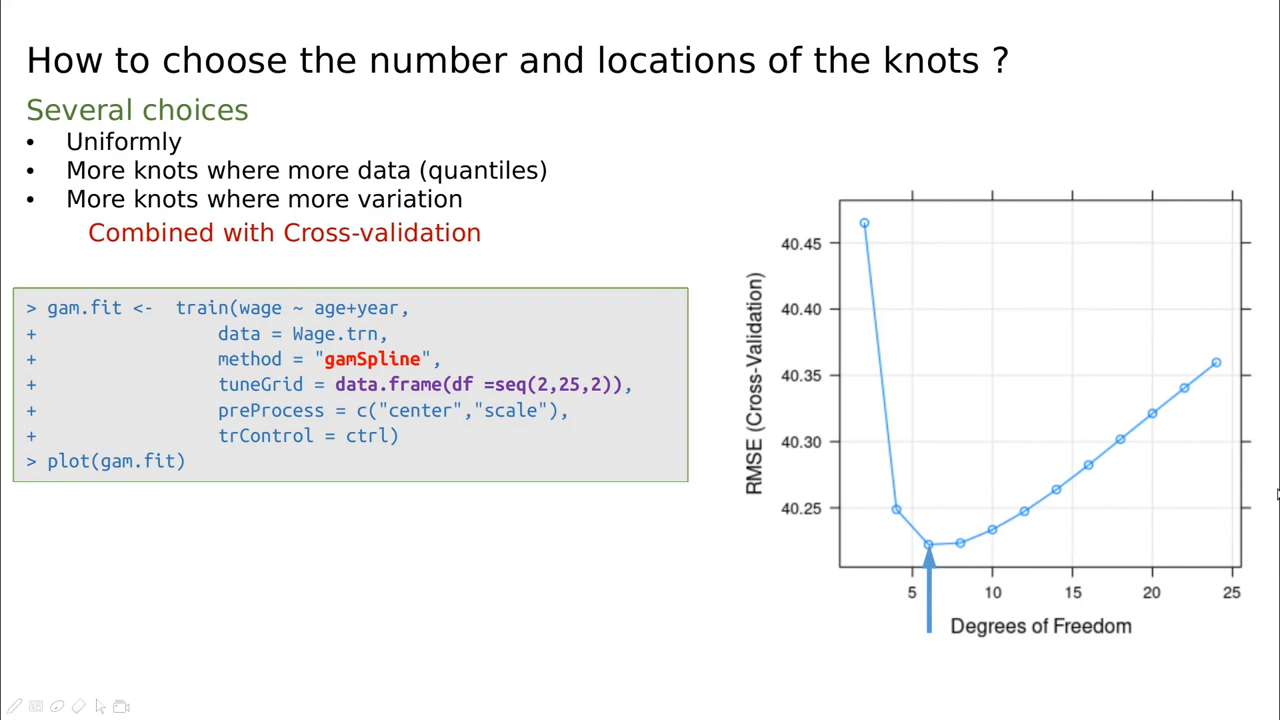 How to choose the number and locations of the knots ?
Several choices
• Uniformly
• More knots where more data (quantiles)
• More knots where more variation
Combined with Cross-validation
> gam.fit <- train(wage ~ age+year,
+ data = Wage.trn,
+ method = "gamSpline",
+ tuneGrid = data.frame(df =seq(2,25,2)),
+ preProcess = c("center","scale"),
+ trControl = ctrl)
> plot(gam.fit)
RMSE (Cross-Validation)
40.45
40.40
40.35
40.30
40.25
5 10 15 20 25
Degrees of Freedom